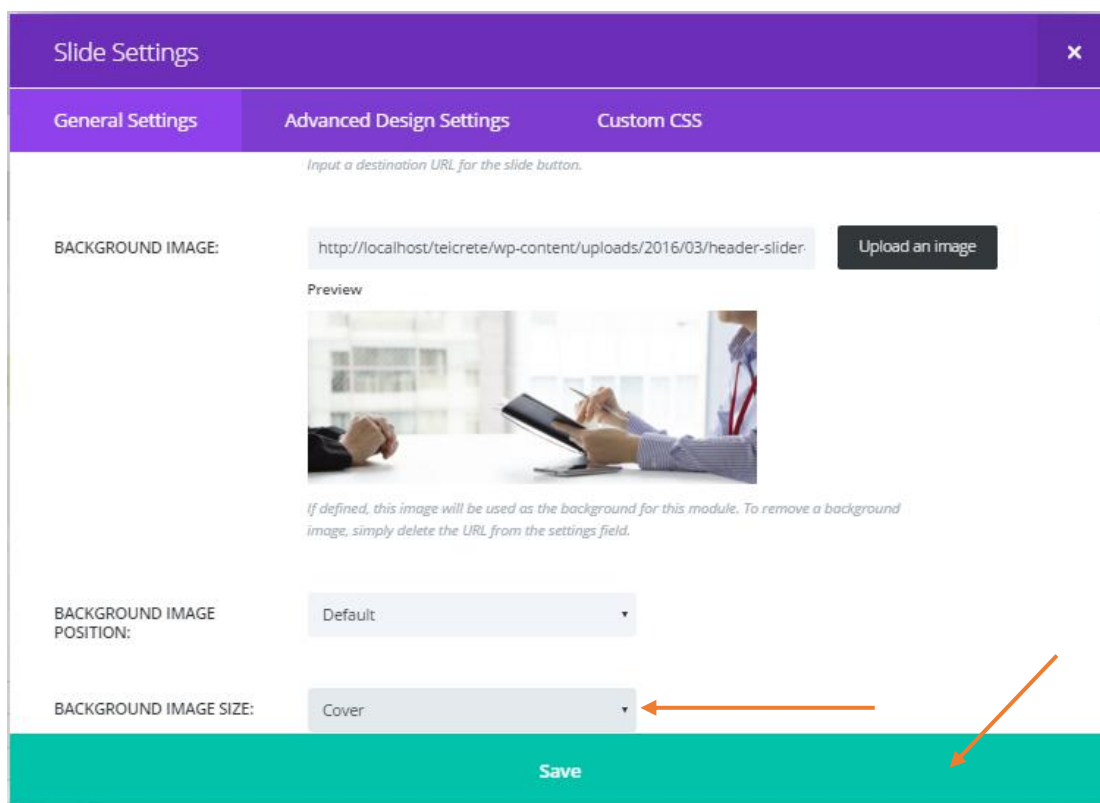 Slide Settings
×
General Settings Advanced Design Settings Custom CSS
Input a destination URL for the slide button.
BACKGROUND IMAGE: http://localhost/teicrete/wp-content/uploads/2016/03/header-slider- Upload an image
Preview
If defined, this image will be used as the background for this module. To remove a background
image, simply delete the URL from the settings field.
BACKGROUND IMAGE
POSITION:
Default
BACKGROUND IMAGE SIZE: Cover
Save